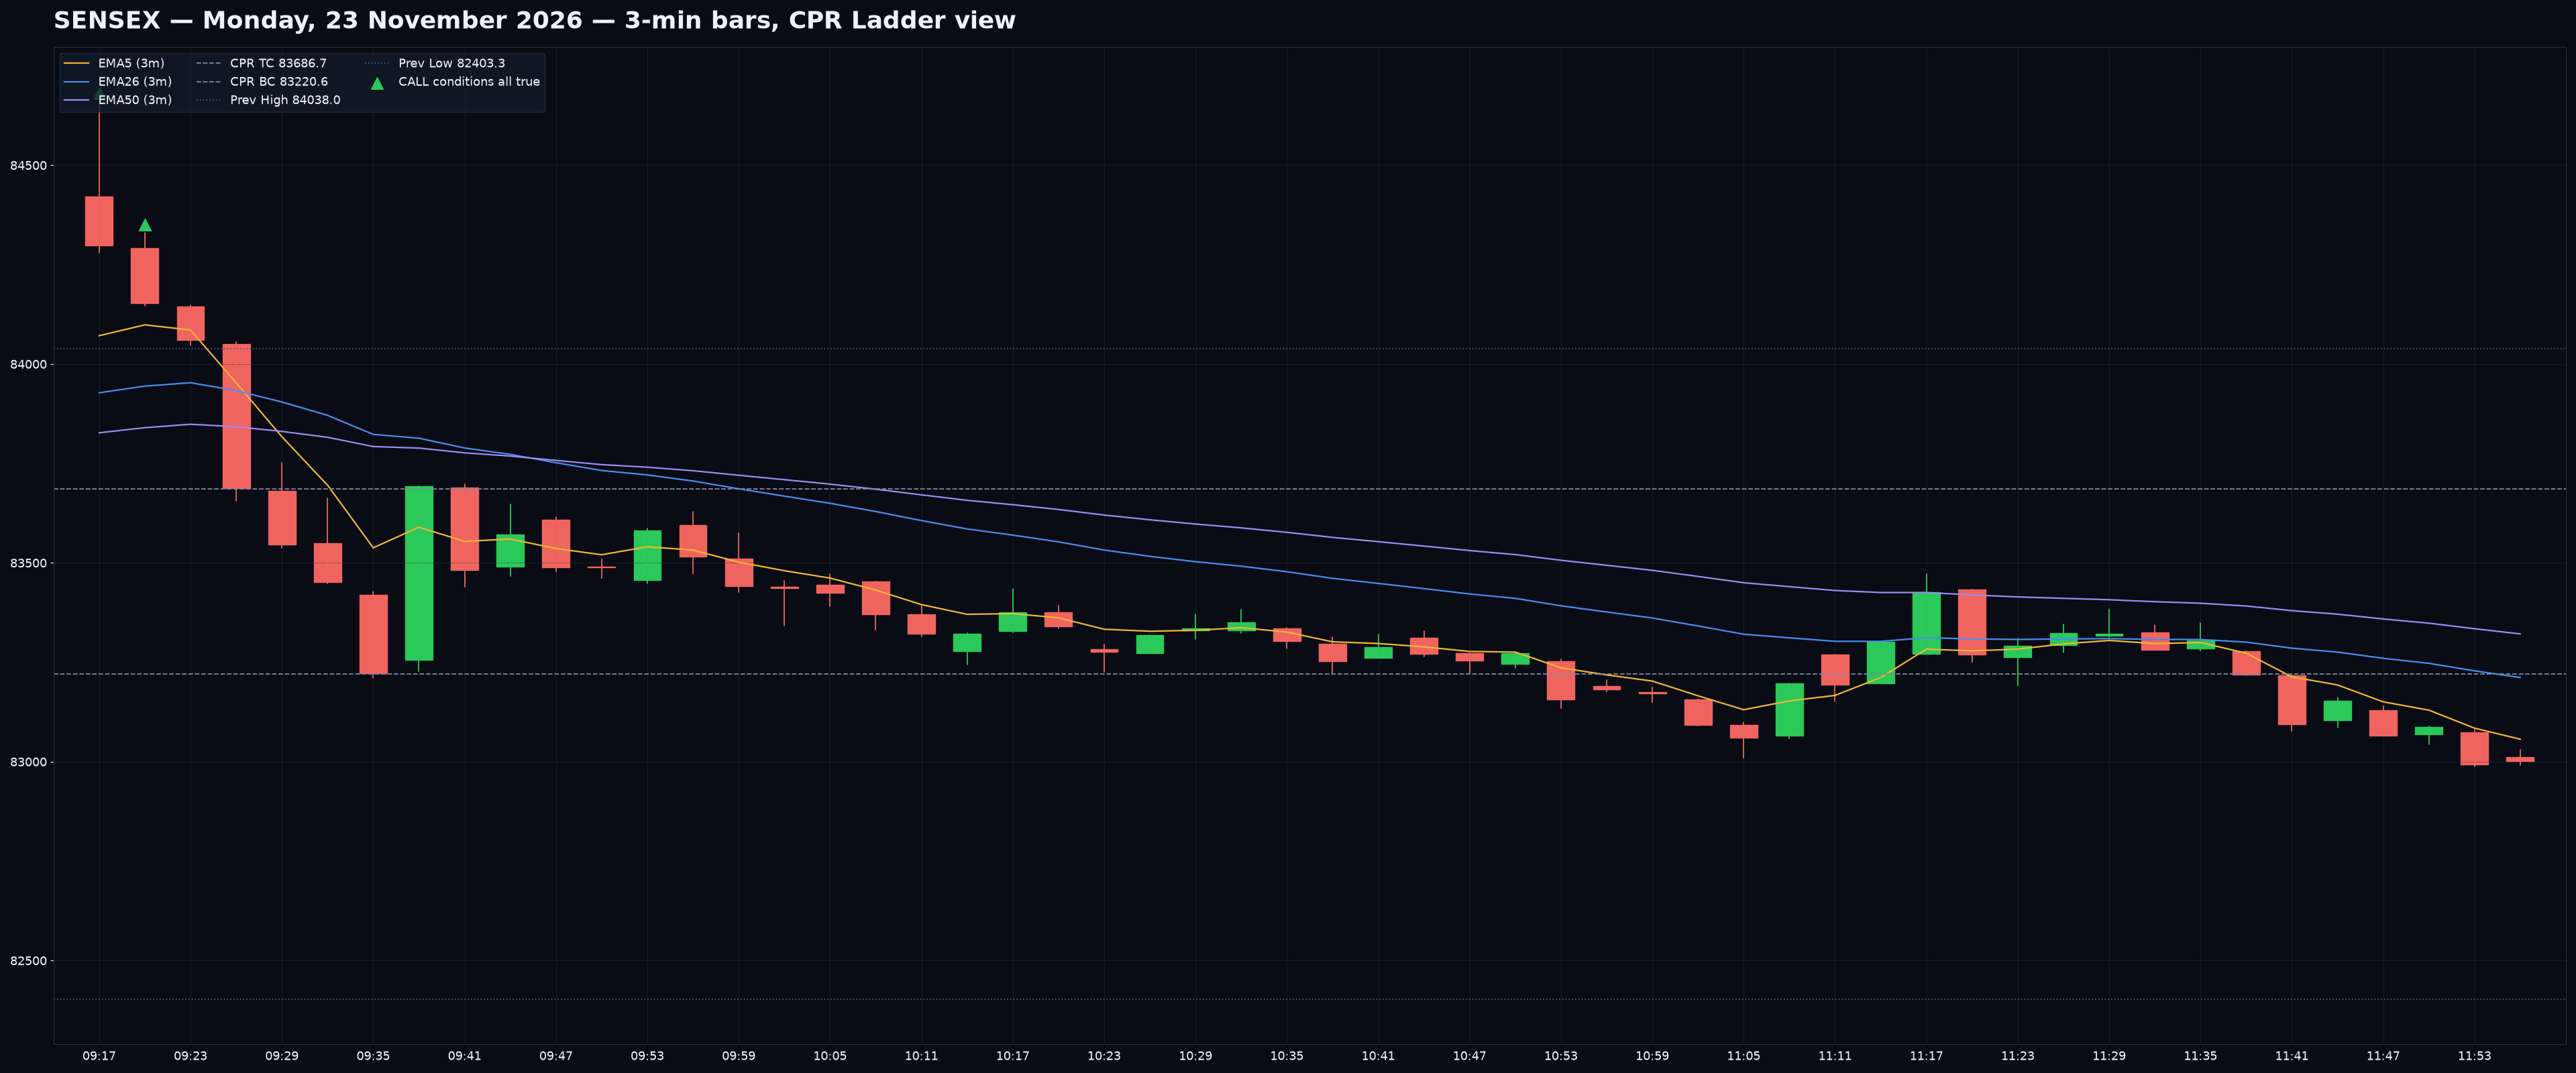 SENSEX — Monday, 23 November 2026 — 3-min bars, CPR Ladder view
EMA5 (3m)
EMA26 (3m)
EMA50 (3m)
CPR TC 83686.7
CPR BC 83220.6
Prev High 84038.0
Prev Low 82403.3
CALL conditions all true
84500
84000
83500
83000
82500
09:17 09:23 09:29 09:35 09:41 09:47 09:53 09:59 10:05 10:11 10:17 10:23 10:29 10:35 10:41 10:47 10:53 10:59 11:05 11:11 11:17 11:23 11:29 11:35 11:41 11:47 11:53